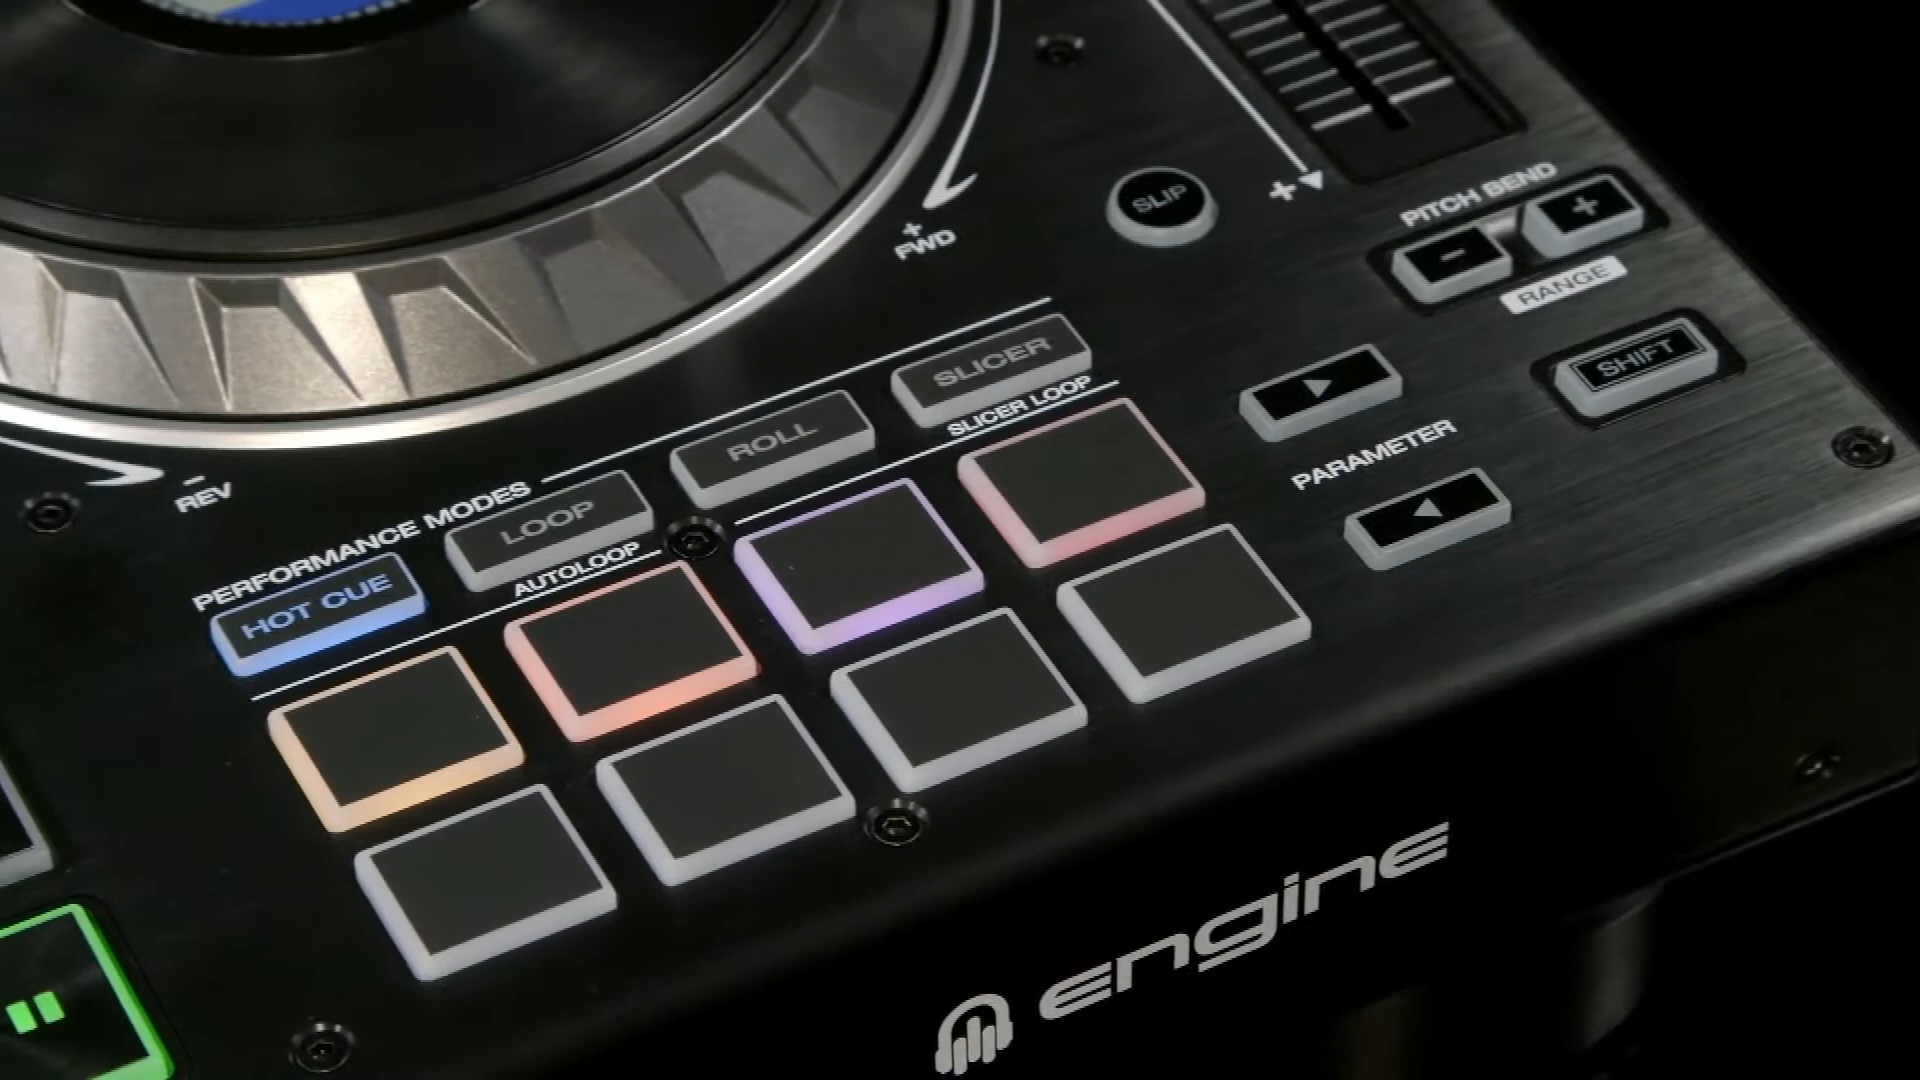 SLIP
+
PITCH BEND
- +
RANGE
+
FWD
SHIFT
SLICER
SLICER LOOP
ROLL
PARAMETER
-
REV
PERFORMANCE MODES
LOOP
AUTOLOOP
HOT CUE
engine